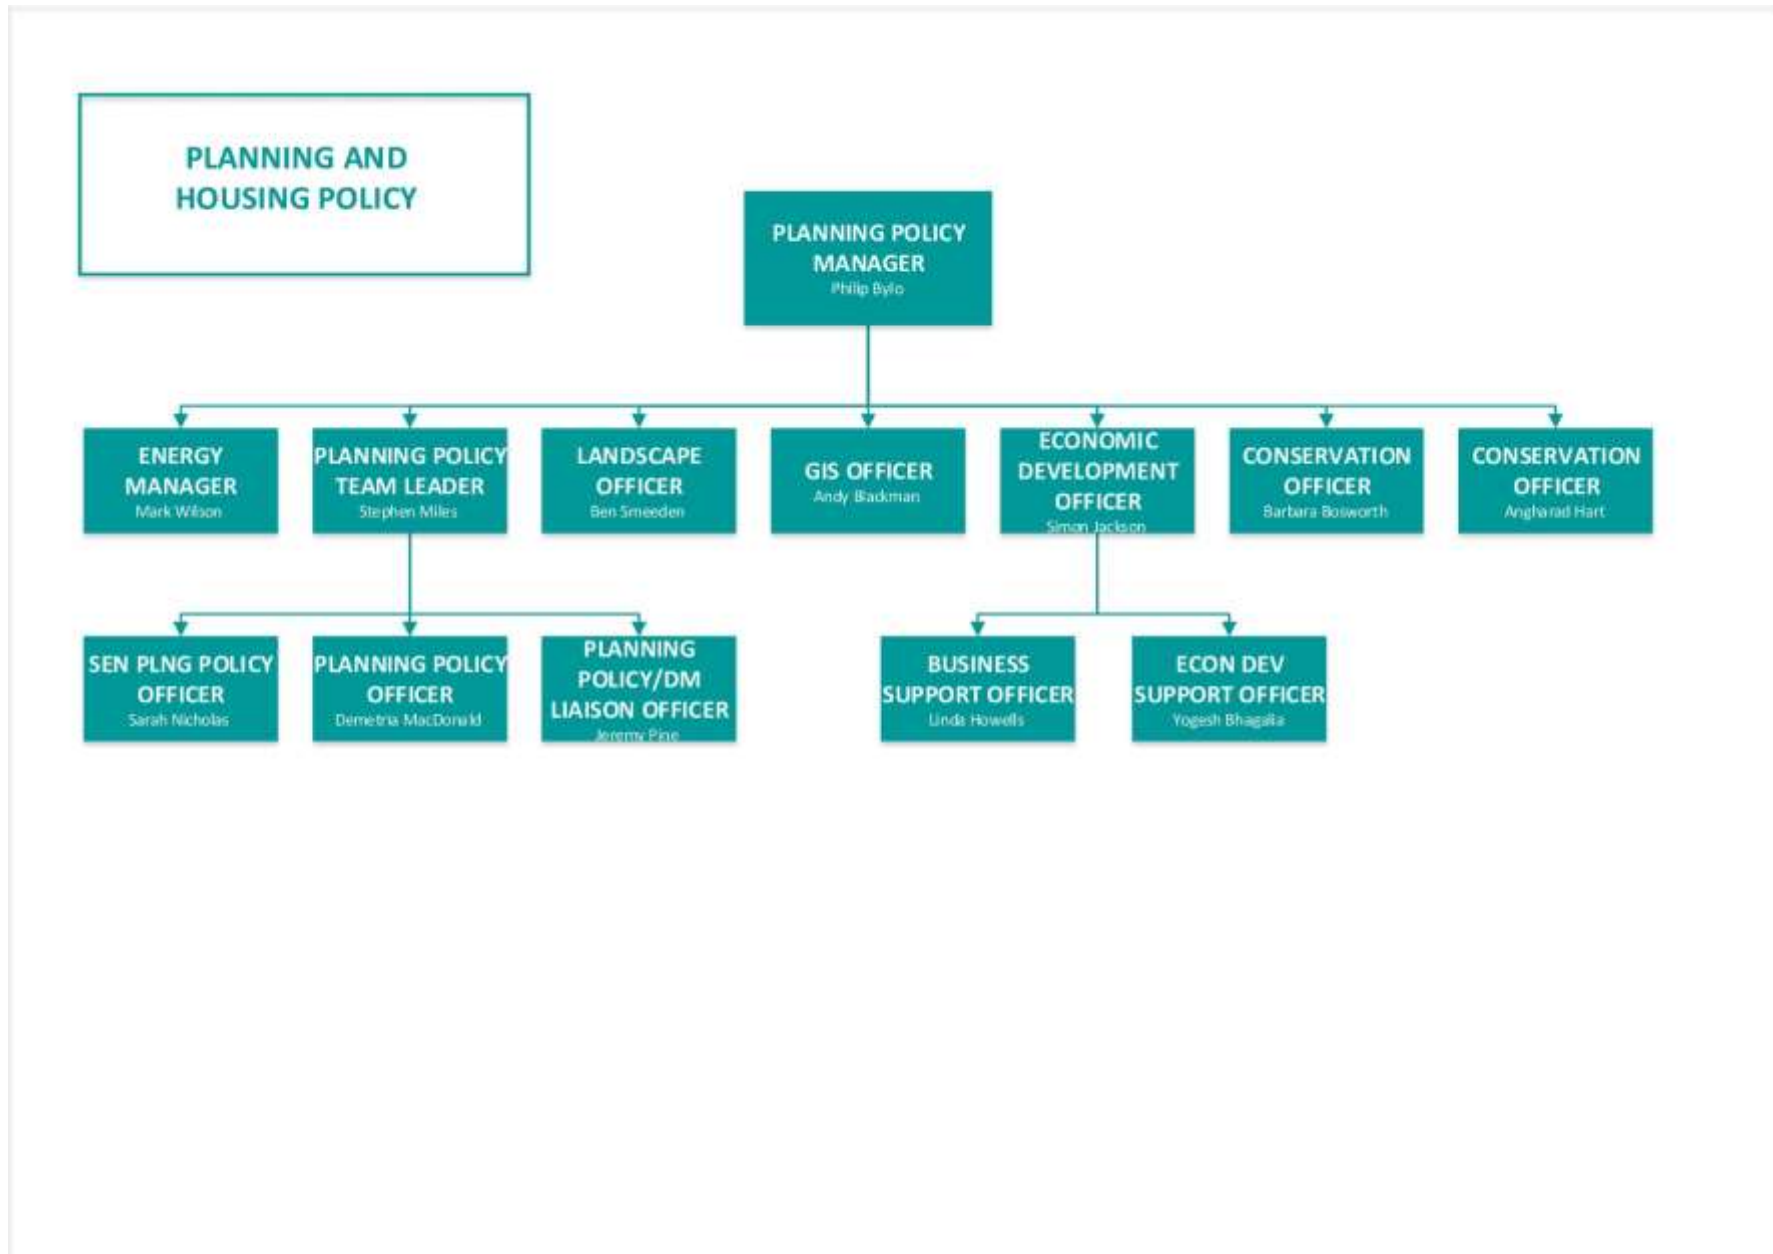 PLANNING AND
HOUSING POLICY
PLANNING POLICY
MANAGER
Philip Bylo
ENERGY
MANAGER
Mark Wilson
PLANNING POLICY
TEAM LEADER
Stephen Miles
LANDSCAPE
OFFICER
Ben Smeeden
GIS OFFICER
Andy Blackman
ECONOMIC
DEVELOPMENT
OFFICER
Simon Jackson
CONSERVATION
OFFICER
Barbara Bosworth
CONSERVATION
OFFICER
Angharad Hart
SEN PLNG POLICY
OFFICER
Sarah Nicholas
PLANNING POLICY
OFFICER
Demetria MacDonald
PLANNING
POLICY/DM
LIAISON OFFICER
Jeremy Pine
BUSINESS
SUPPORT OFFICER
Linda Howells
ECON DEV
SUPPORT OFFICER
Yogesh Bhagalia